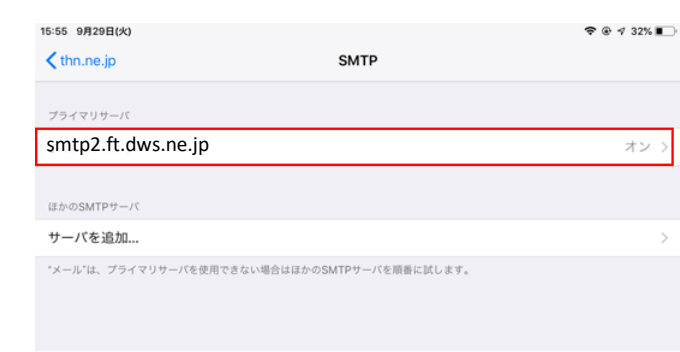 15:55 9月29日(火) 32%
thn.ne.jp SMTP
プライマリサーバ
smtp2.ft.dws.ne.jp オン
ほかのSMTPサーバ
サーバを追加...
"メール"は、プライマリサーバを使用できない場合はほかのSMTPサーバを順番に試します。